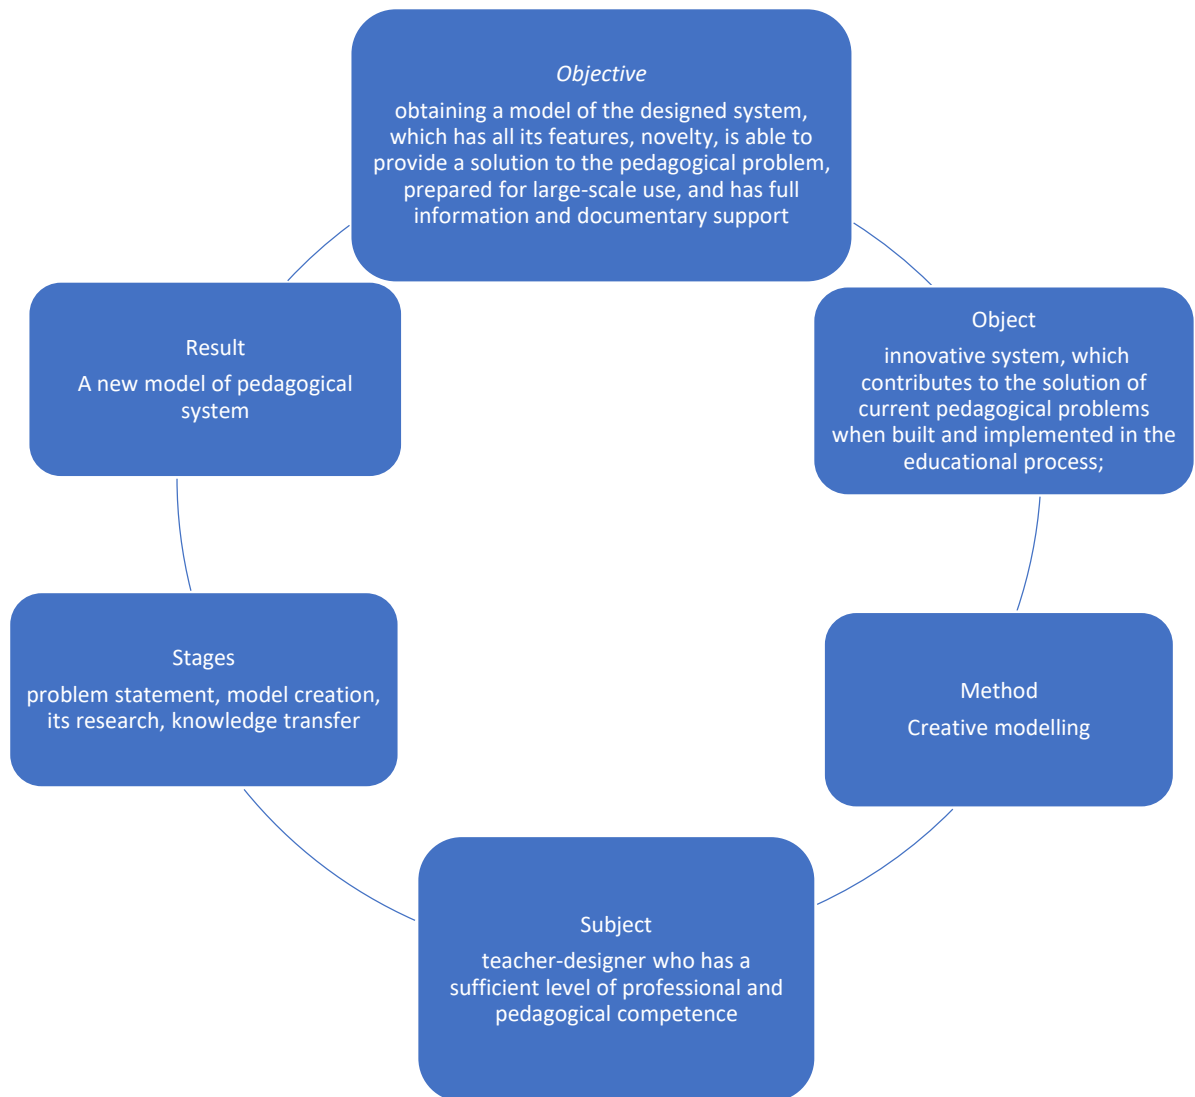 Objective
obtaining a model of the designed system,
which has all its features, novelty, is able to
provide a solution to the pedagogical problem,
prepared for large-scale use, and has full
information and documentary support
Object
innovative system, which
contributes to the solution of
current pedagogical problems
when built and implemented in the
educational process;
Method
Creative modelling
Subject
teacher-designer who has a
sufficient level of professional and
pedagogical competence
Stages
problem statement, model creation,
its research, knowledge transfer
Result
A new model of pedagogical
system